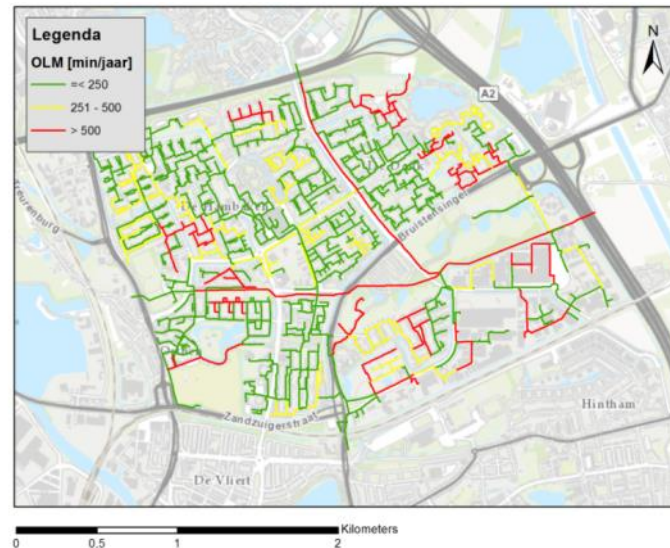 Legenda
OLM [min/jaar]
=< 250
251 - 500
> 500
N
A2
Treurenburg
Bruistensingel
Hintham
Zandzuigerstraat
De Vliert
Kilometers
0 0.5 1 2